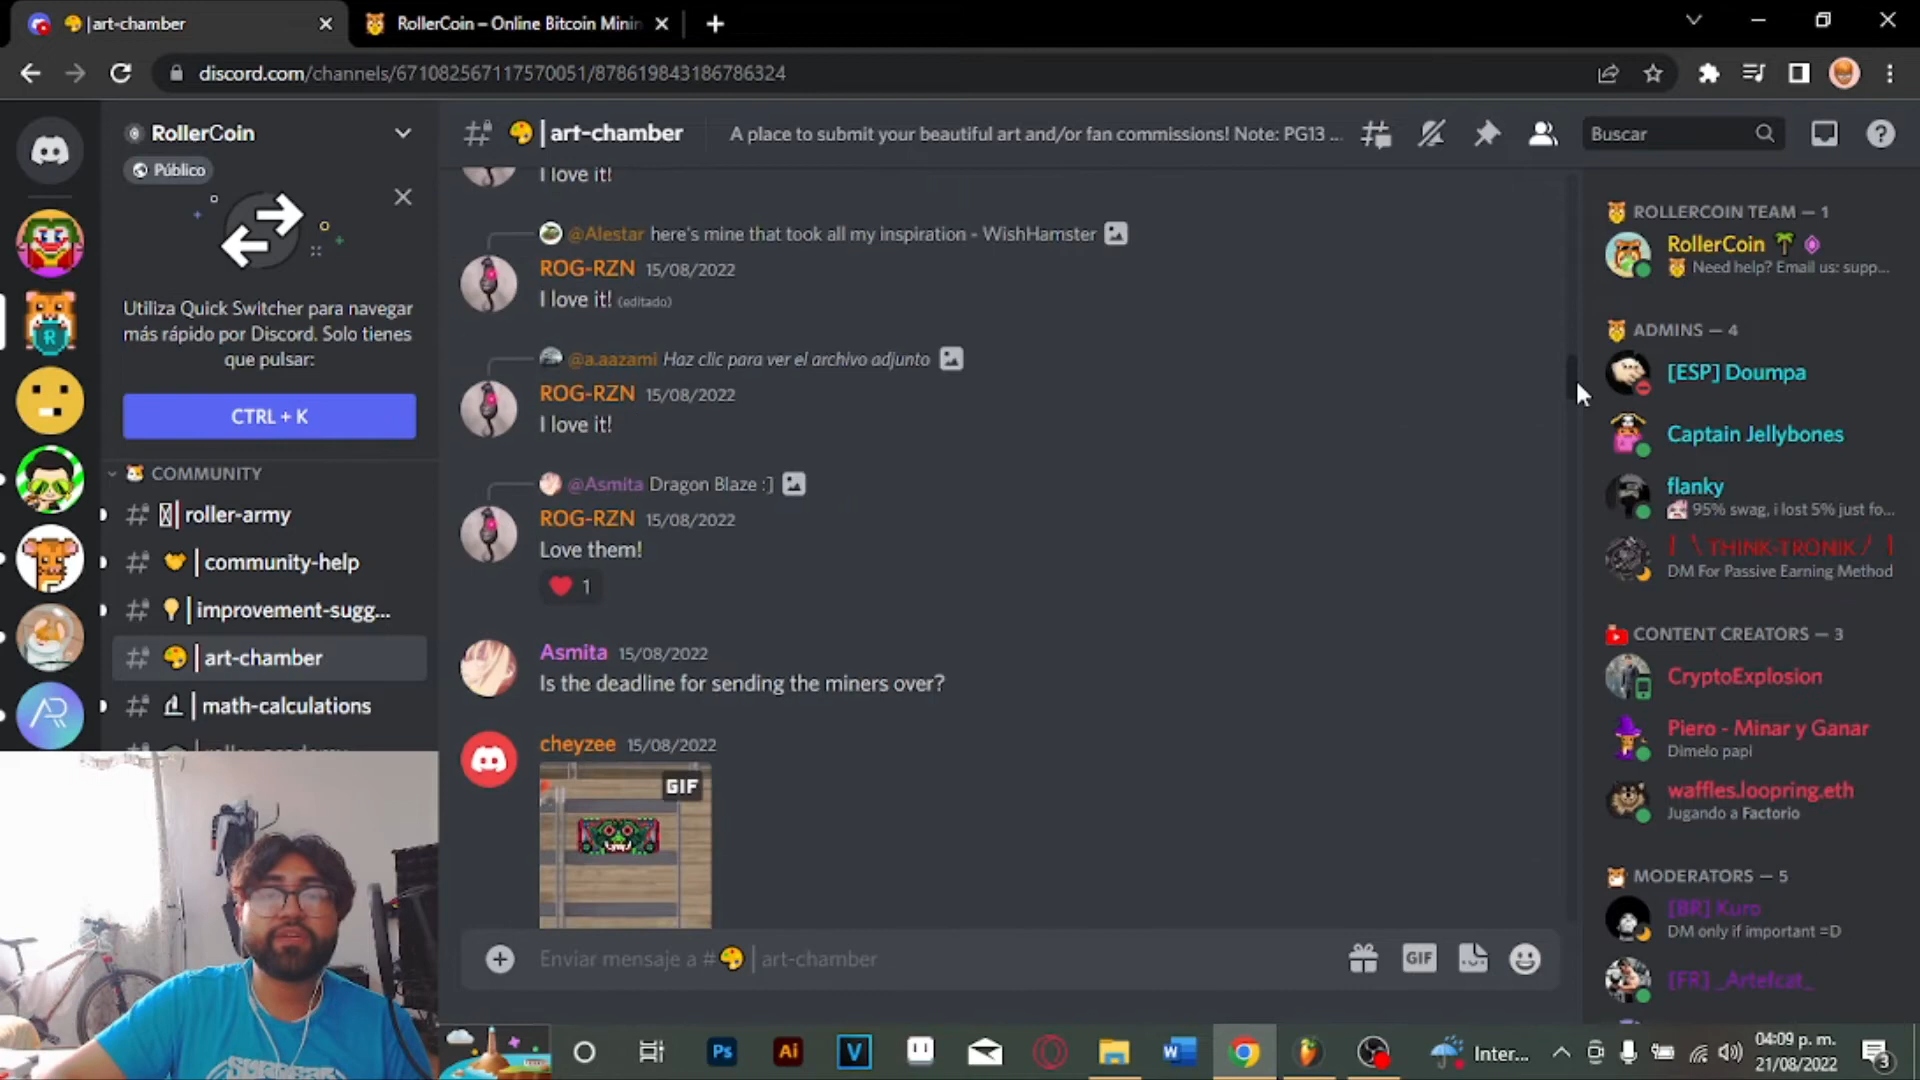 | art-chamber
RollerCoin – Online Bitcoin Minin
discord.com/channels/671082567117570051/878619843186786324
RollerCoin
Público
Utiliza Quick Switcher para navegar
más rápido por Discord. Solo tienes
que pulsar:
CTRL + K
COMMUNITY
| roller-army
| community-help
| improvement-sugg...
| art-chamber
| math-calculations
| art-chamber
A place to submit your beautiful art and/or fan commissions! Note: PG13 ...
Buscar
I love it!
@Alestar here's mine that took all my inspiration - WishHamster
ROG-RZN 15/08/2022
I love it! (editado)
@a.aazami Haz clic para ver el archivo adjunto
ROG-RZN 15/08/2022
I love it!
@Asmita Dragon Blaze :]
ROG-RZN 15/08/2022
Love them!
1
Asmita 15/08/2022
Is the deadline for sending the miners over?
cheyzee 15/08/2022
GIF
Enviar mensaje a # | art-chamber
GIF
ROLLERCOIN TEAM — 1
RollerCoin
Need help? Email us: supp...
ADMINS — 4
[ESP] Doumpa
Captain Jellybones
flanky
95% swag, i lost 5% just fo...
THINK-TRONIK
DM For Passive Earning Method
CONTENT CREATORS — 3
CryptoExplosion
Piero - Minar y Ganar
Dimelo papi
waffles.loopring.eth
Jugando a Factorio
MODERATORS — 5
[BR] Kuro
DM only if important =D
[FR] _Artefcat_
R
Ps
Ai
V
Inter...
04:09 p. m.
21/08/2022
3